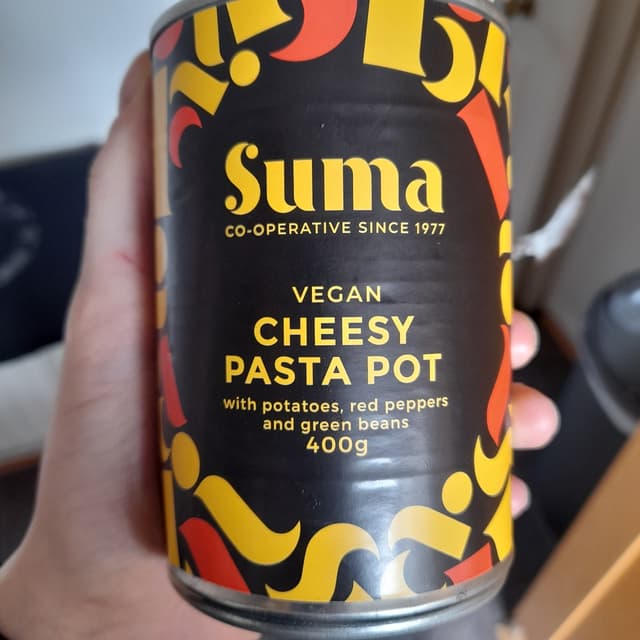 Suma
CO-OPERATIVE SINCE 1977
VEGAN
CHEESY
PASTA POT
with potatoes, red peppers
and green beans
400g